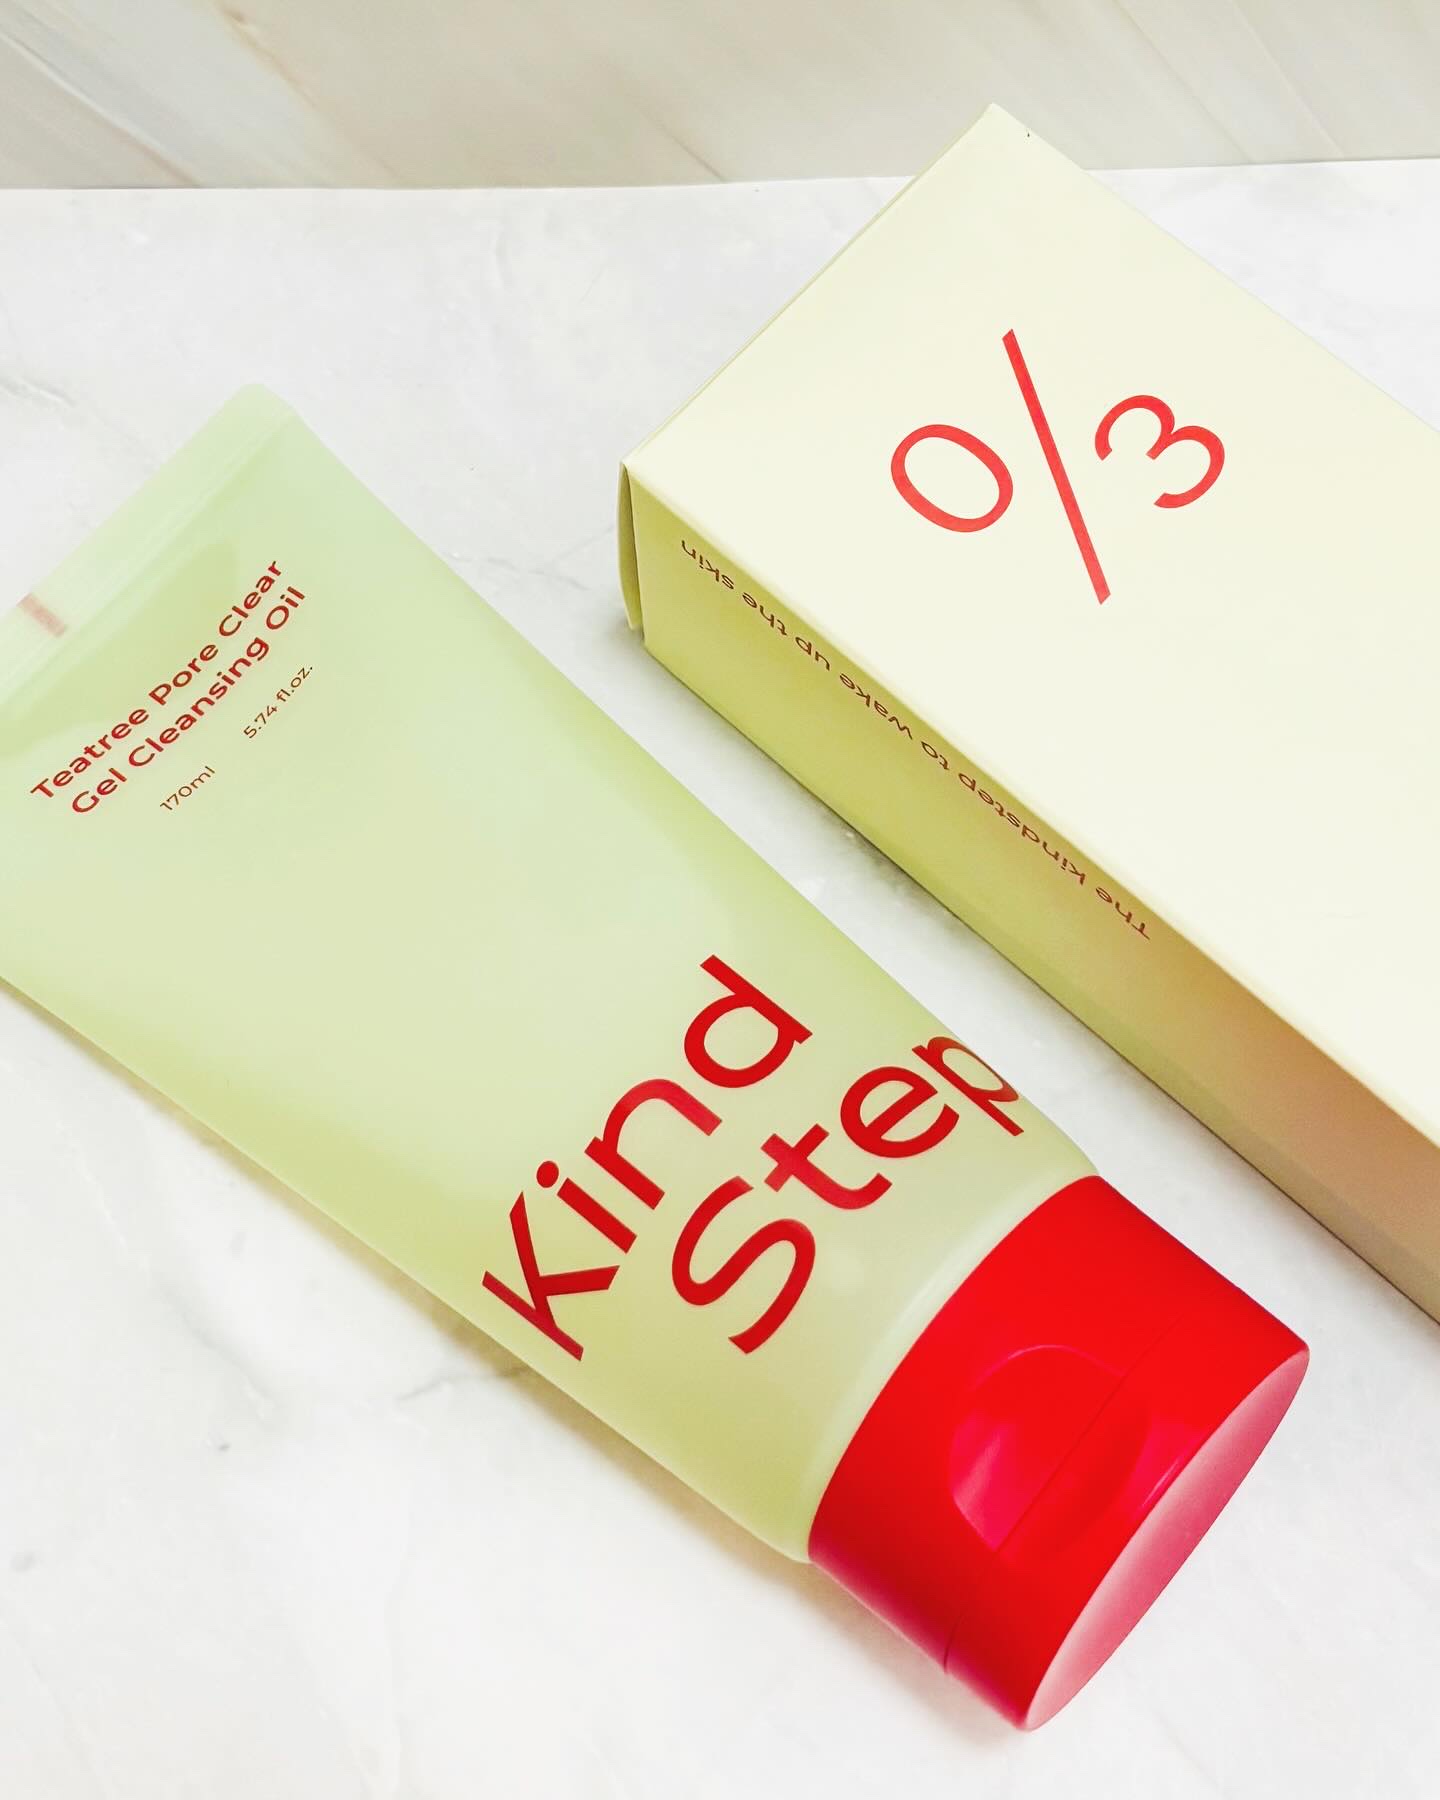 Teatree Pore Clear
Gel Cleansing Oil
170ml 5.74 fl.oz.
Kind
Step
0/3
The kindstep to wake up the skin